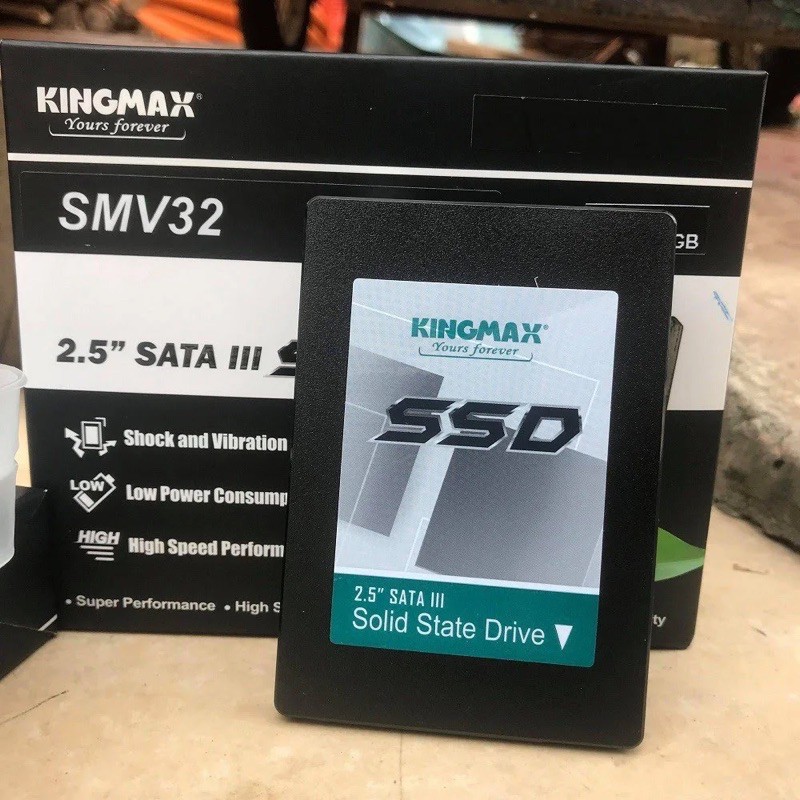 KINGMAX®
Yours forever
SMV32
GB
2.5” SATA III S
Shock and Vibration
LOW
Low Power Consump
HIGH
High Speed Perform
• Super Performance • High S
ty
KINGMAX®
Yours forever
SSD
2.5” SATA III
Solid State Drive